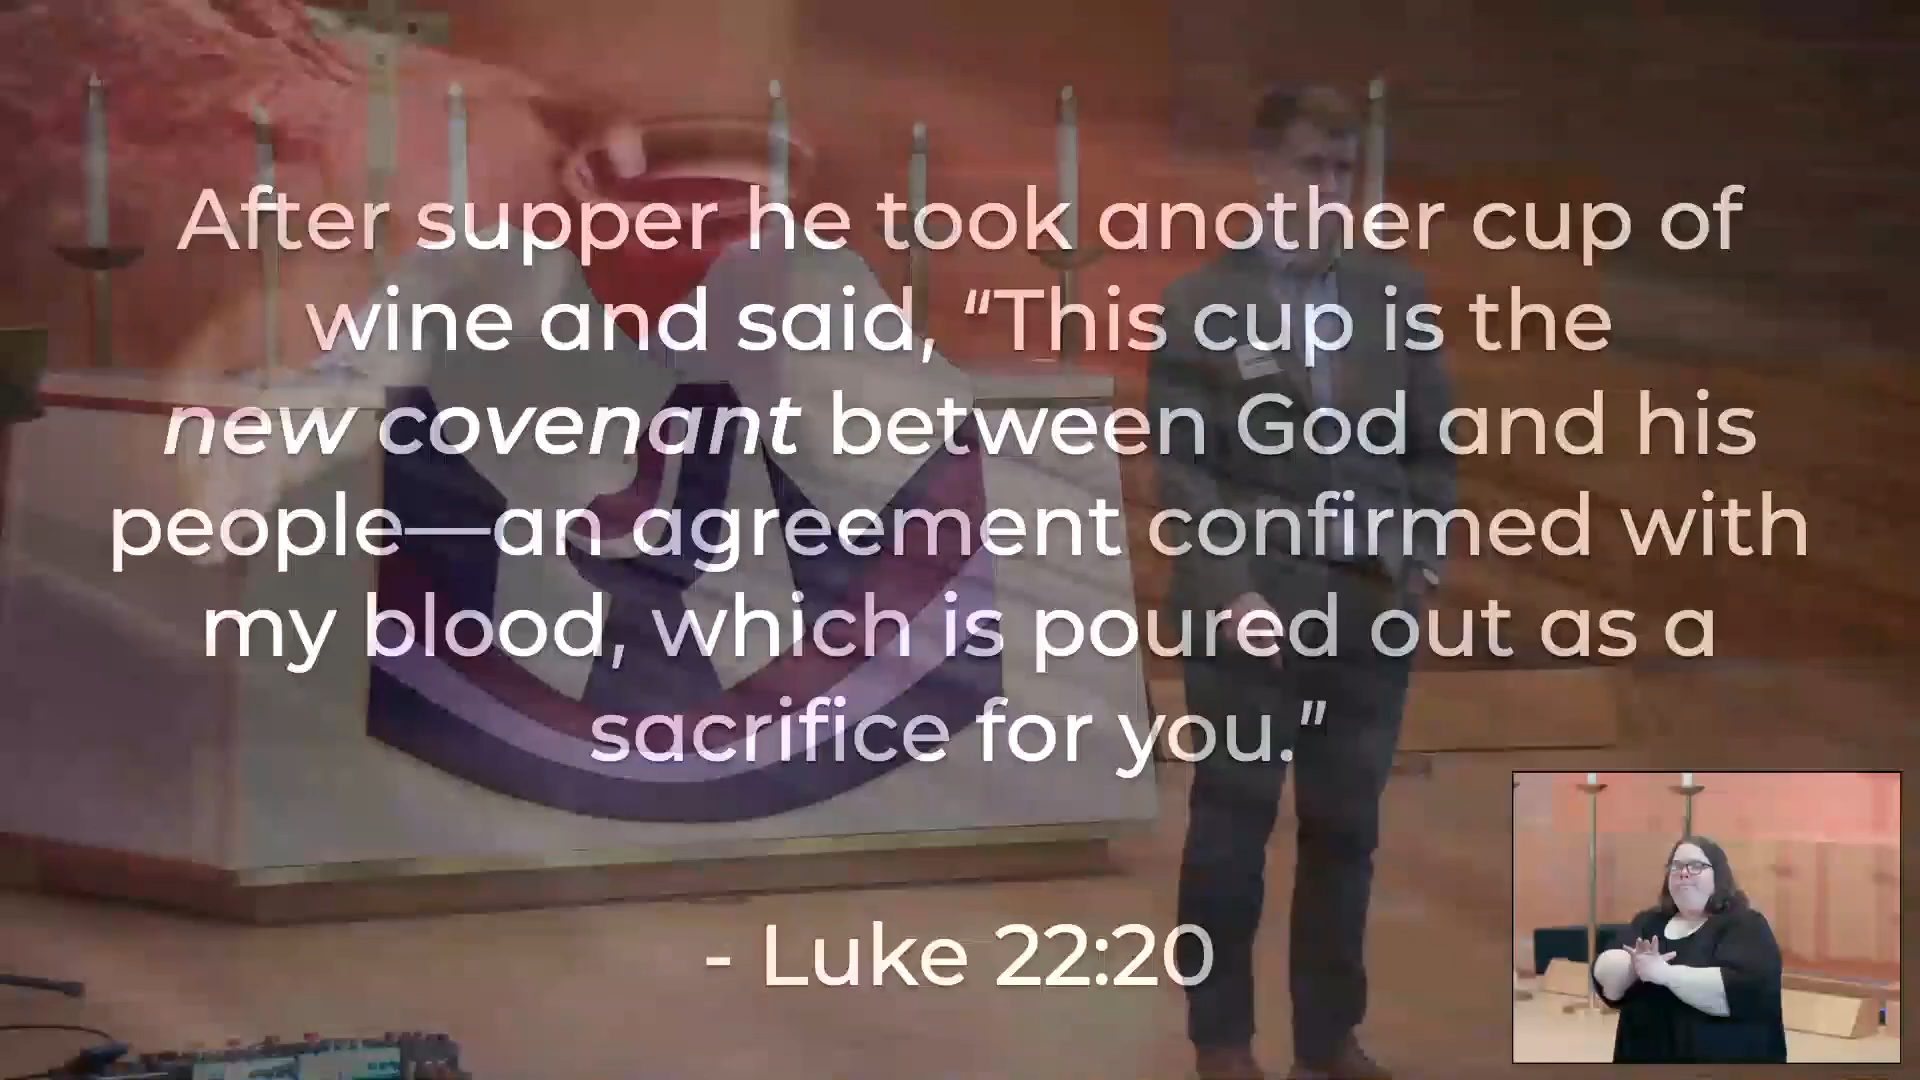 After supper he took another cup of
wine and said, “This cup is the
new covenant between God and his
people—an agreement confirmed with
my blood, which is poured out as a
sacrifice for you.”
- Luke 22:20